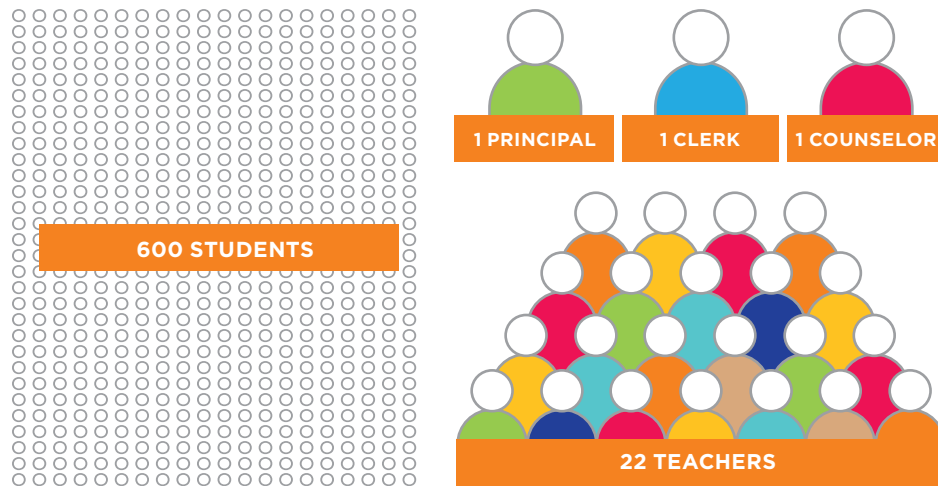 600 STUDENTS
1 PRINCIPAL
1 CLERK
1 COUNSELOR
22 TEACHERS